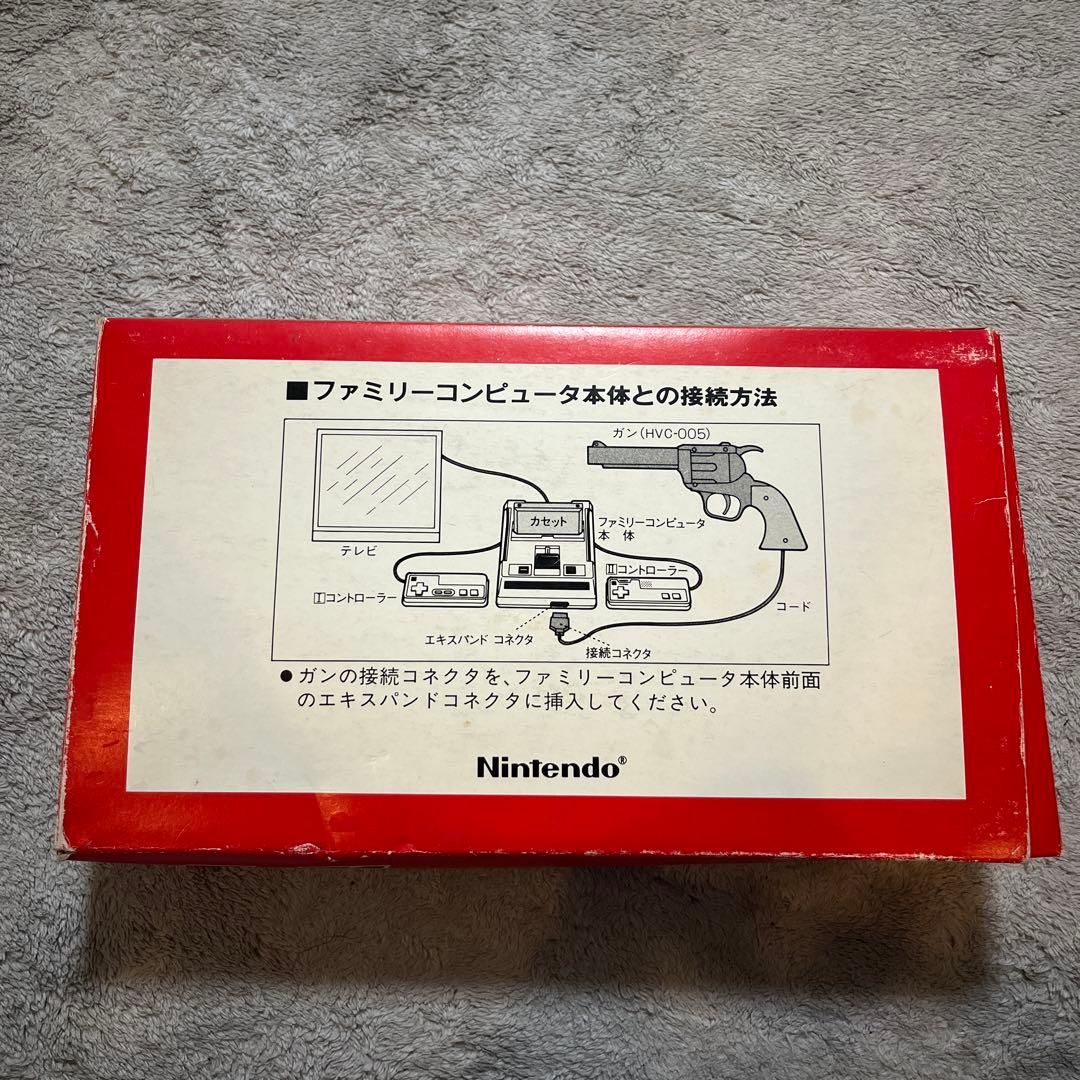 ■ファミリーコンピュータ本体との接続方法
ガン(HVC-005)
カセット
ファミリーコンピュータ
本 体
テレビ
Ⅱコントローラー
Ⅰコントローラー
コード
エキスパンド コネクタ
接続コネクタ
●ガンの接続コネクタを、ファミリーコンピュータ本体前面
のエキスパンドコネクタに挿入してください。
Nintendo®